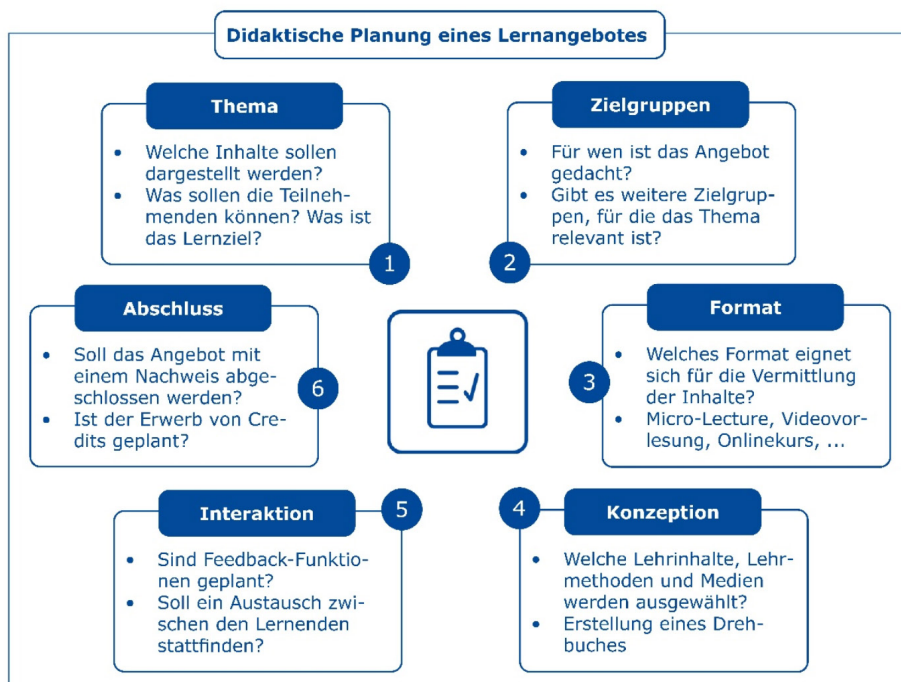 Didaktische Planung eines Lernangebotes
Thema
• Welche Inhalte sollen
dargestellt werden?
• Was sollen die Teilneh-
menden können? Was ist
das Lernziel?
1
Zielgruppen
• Für wen ist das Angebot
gedacht?
• Gibt es weitere Zielgrup-
pen, für die das Thema
relevant ist?
2
Format
• Welches Format eignet
sich für die Vermittlung
der Inhalte?
• Micro-Lecture, Videovor-
lesung, Onlinekurs, ...
3
4
Konzeption
• Welche Lehrinhalte, Lehr-
methoden und Medien
werden ausgewählt?
• Erstellung eines Dreh-
buches
5
Interaktion
• Sind Feedback-Funktio-
nen geplant?
• Soll ein Austausch zwi-
schen den Lernenden
stattfinden?
Abschluss
• Soll das Angebot mit
einem Nachweis abge-
schlossen werden?
• Ist der Erwerb von Cre-
dits geplant?
6